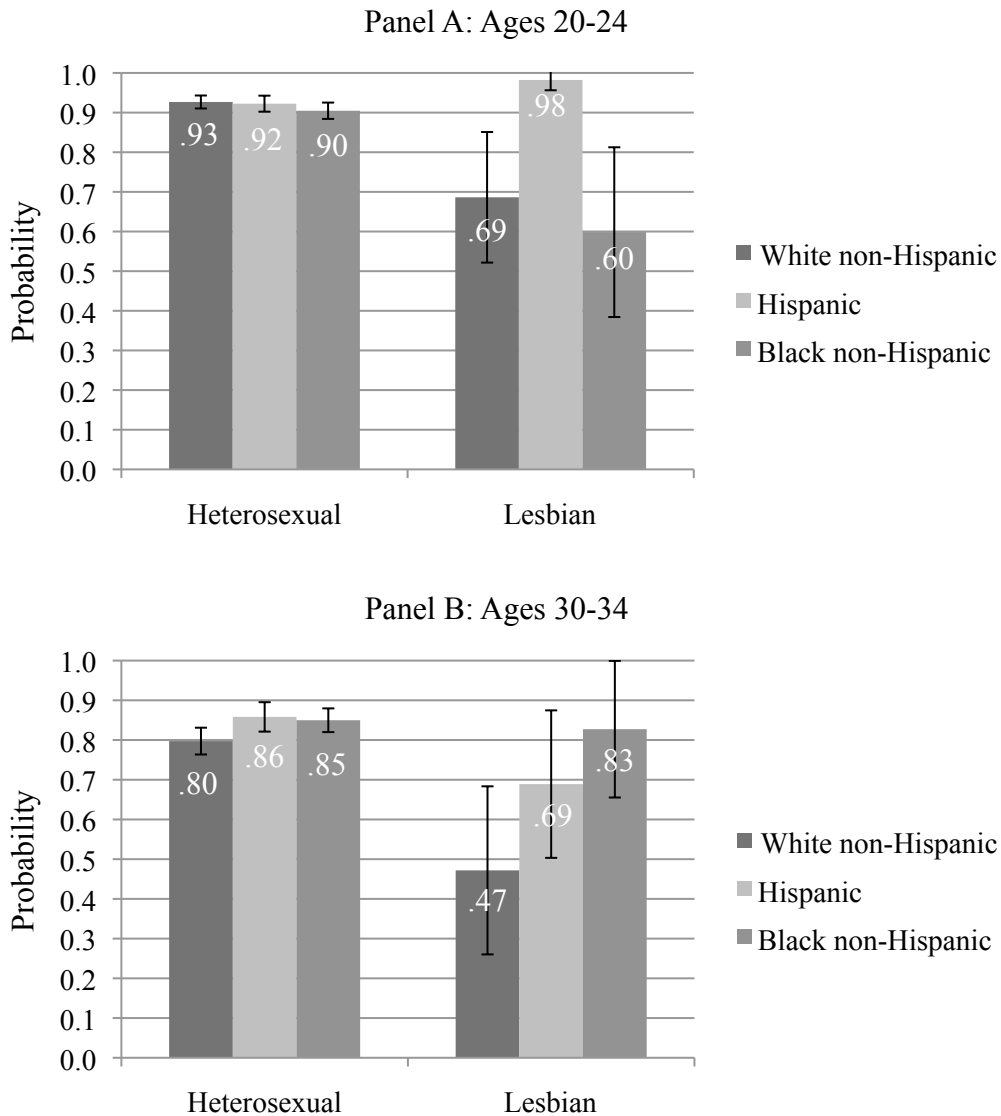 Panel A: Ages 20-24
1.0
0.9
0.8
0.7
0.6
0.5
0.4
0.3
0.2
0.1
0.0
Probability
.93
.92
.90
.69
.98
.60
Heterosexual
Lesbian
White non-Hispanic
Hispanic
Black non-Hispanic
Panel B: Ages 30-34
1.0
0.9
0.8
0.7
0.6
0.5
0.4
0.3
0.2
0.1
0.0
Probability
.80
.86
.85
.47
.69
.83
Heterosexual
Lesbian
White non-Hispanic
Hispanic
Black non-Hispanic